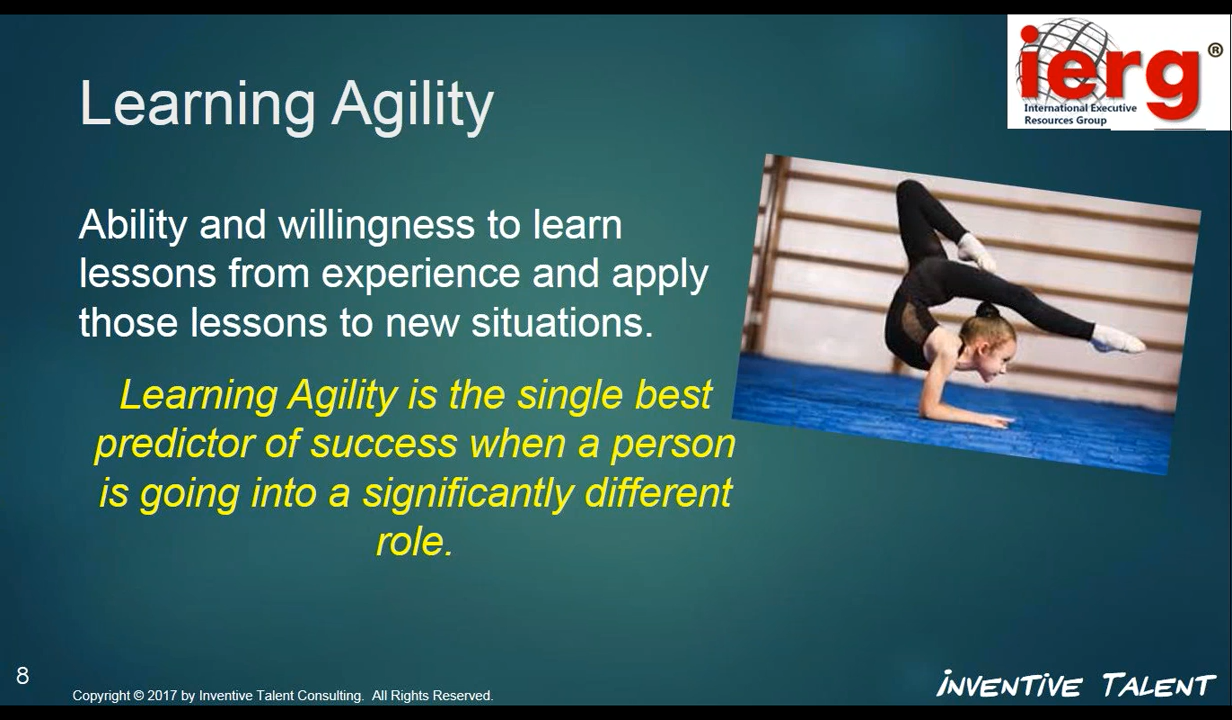 ierg®
International Executive
Resources Group
Learning Agility
Ability and willingness to learn
lessons from experience and apply
those lessons to new situations.
Learning Agility is the single best
predictor of success when a person
is going into a significantly different
role.
8
Copyright © 2017 by Inventive Talent Consulting. All Rights Reserved.
INVENTIVE TALENT